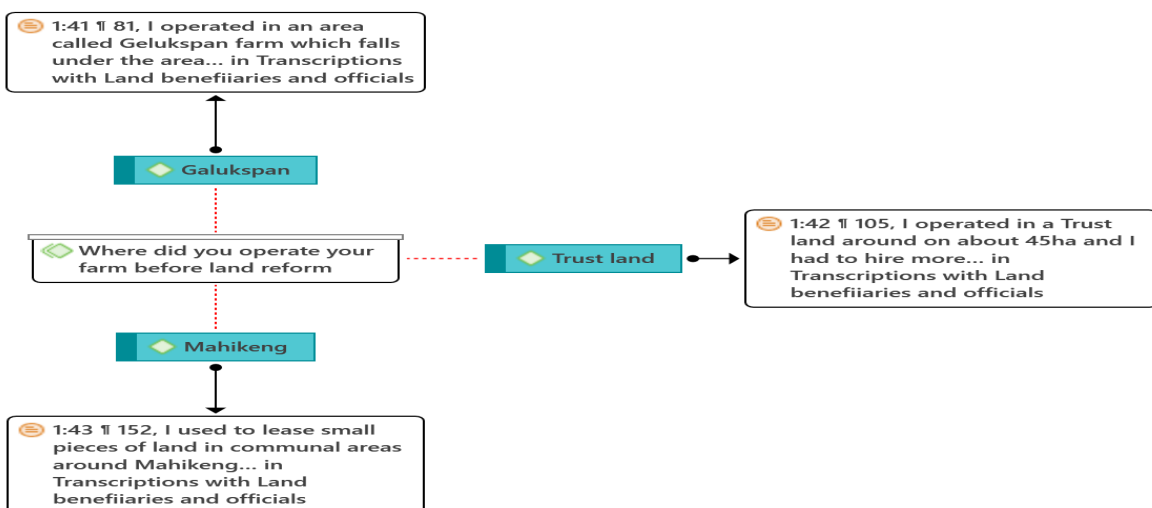 1:41 ¶ 81, I operated in an area
called Gelukspan farm which falls
under the area... in Transcriptions
with Land benefiiaries and officials
Galukspan
Where did you operate your
farm before land reform
Trust land
1:42 ¶ 105, I operated in a Trust
land around on about 45ha and I
had to hire more... in
Transcriptions with Land
benefiiaries and officials
Mahikeng
1:43 ¶ 152, I used to lease small
pieces of land in communal areas
around Mahikeng... in
Transcriptions with Land
benefiiaries and officials